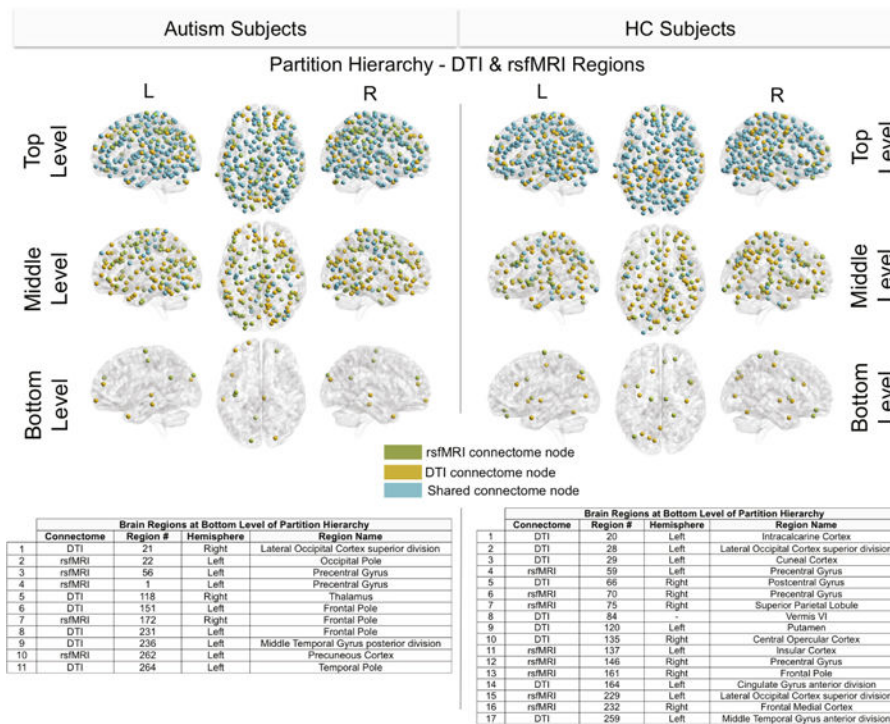 Autism Subjects
HC Subjects
Partition Hierarchy - DTI & rsfMRI Regions
L
R
L
R
Top
Level
Top
Level
Middle
Level
Middle
Level
Bottom
Level
Bottom
Level
rsfMRI connectome node
DTI connectome node
Shared connectome node
Brain Regions at Bottom Level of Partition Hierarchy
Connectome Region # Hemisphere Region Name
1 DTI 21 Right Lateral Occipital Cortex superior division
2 rsfMRI 22 Left Occipital Pole
3 rsfMRI 56 Left Precentral Gyrus
4 rsfMRI 1 Left Precentral Gyrus
5 DTI 118 Right Thalamus
6 DTI 151 Left Frontal Pole
7 rsfMRI 172 Right Frontal Pole
8 DTI 231 Left Frontal Pole
9 DTI 236 Left Middle Temporal Gyrus posterior division
10 rsfMRI 262 Left Precuneous Cortex
11 DTI 264 Left Temporal Pole
Brain Regions at Bottom Level of Partition Hierarchy
Connectome Region # Hemisphere Region Name
1 DTI 20 Left Intracalcarine Cortex
2 DTI 28 Left Lateral Occipital Cortex superior division
3 DTI 29 Left Cuneal Cortex
4 rsfMRI 59 Left Precentral Gyrus
5 DTI 66 Right Postcentral Gyrus
6 rsfMRI 70 Right Precentral Gyrus
7 rsfMRI 75 Right Superior Parietal Lobule
8 DTI 84 - Vermis VI
9 DTI 120 Left Putamen
10 DTI 135 Right Central Opercular Cortex
11 rsfMRI 137 Left Insular Cortex
12 rsfMRI 146 Right Precentral Gyrus
13 rsfMRI 161 Right Frontal Pole
14 DTI 164 Left Cingulate Gyrus anterior division
15 rsfMRI 229 Left Lateral Occipital Cortex superior division
16 rsfMRI 232 Right Frontal Medial Cortex
17 DTI 259 Left Middle Temporal Gyrus anterior division